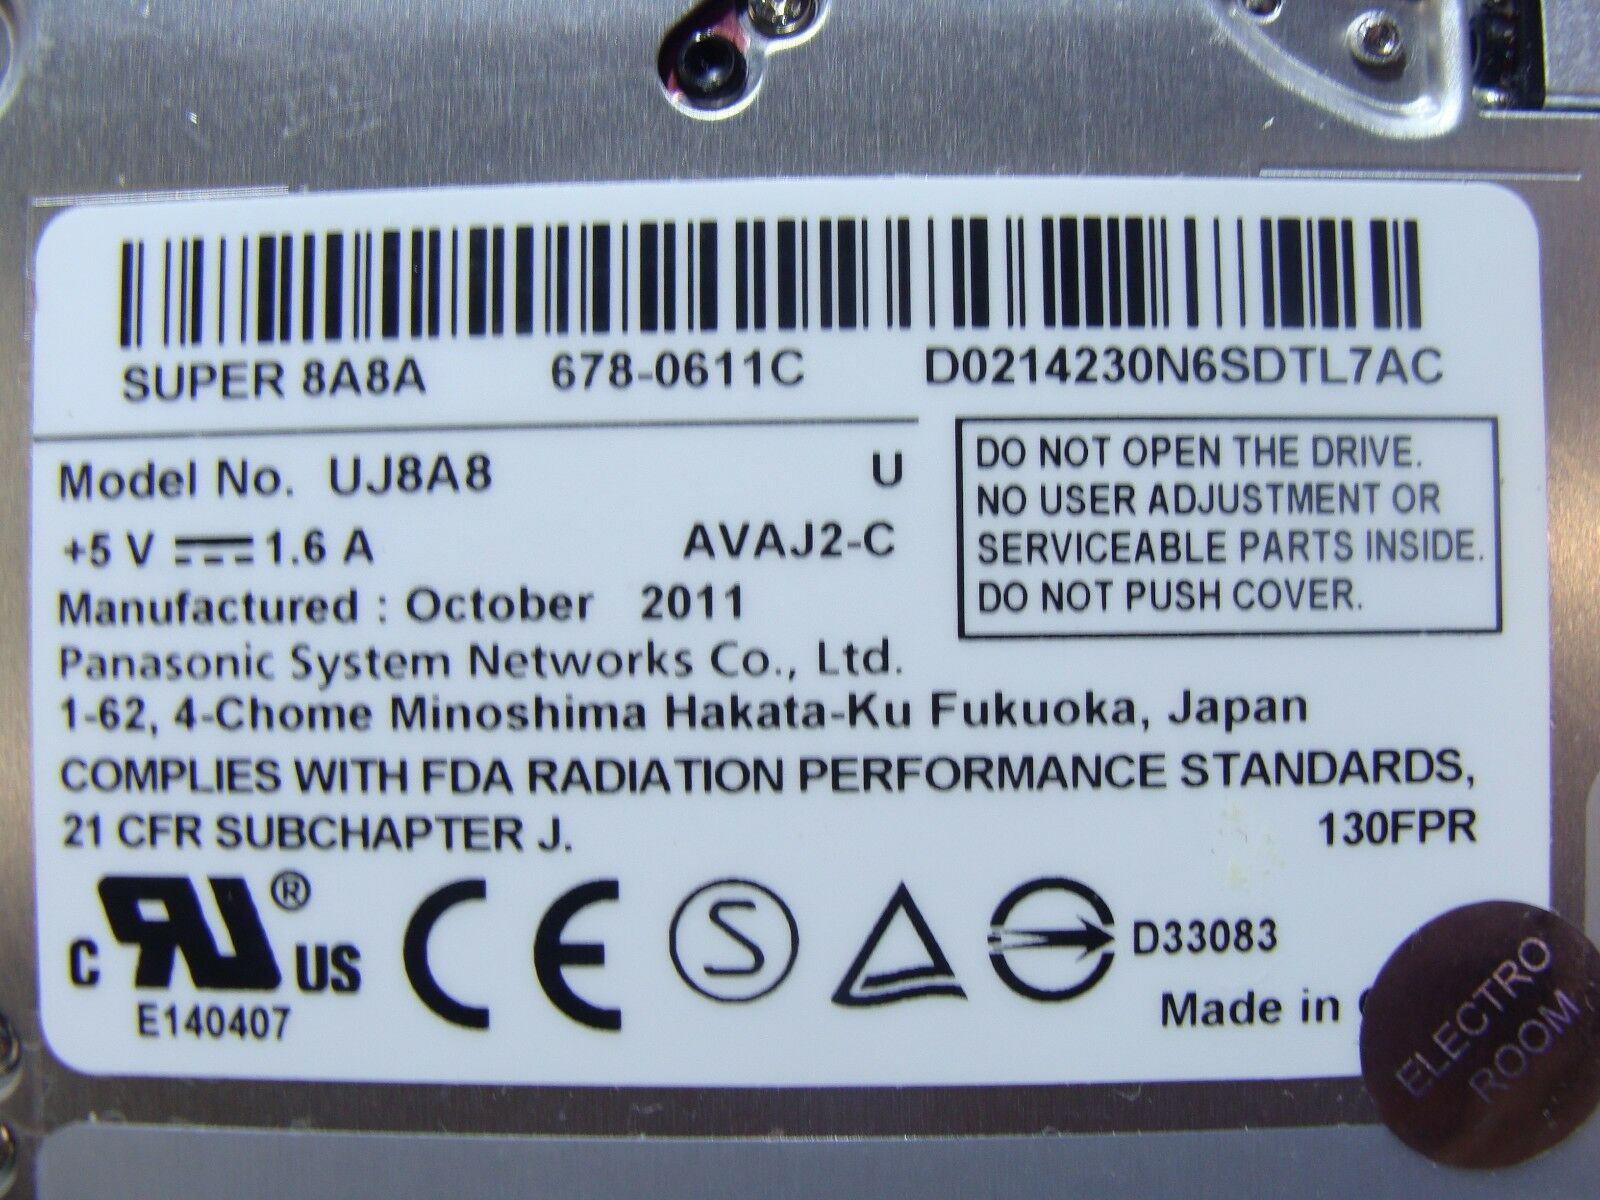 SUPER 8A8A 678-0611C D0214230N6SDTL7AC
Model No. UJ8A8 U
+5 V 1.6 A AVAJ2-C
Manufactured : October 2011
Panasonic System Networks Co., Ltd.
DO NOT OPEN THE DRIVE.
NO USER ADJUSTMENT OR
SERVICEABLE PARTS INSIDE.
DO NOT PUSH COVER.
1-62, 4-Chome Minoshima Hakata-Ku Fukuoka, Japan
COMPLIES WITH FDA RADIATION PERFORMANCE STANDARDS,
21 CFR SUBCHAPTER J. 130FPR
C RU ® US
E140407
CE
S
D33083
Made in
ELECTRO
ROOM